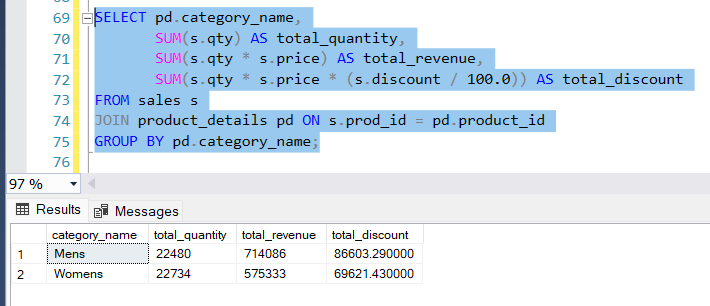 69 SELECT pd.category_name,
70 SUM(s.qty) AS total_quantity,
71 SUM(s.qty * s.price) AS total_revenue,
72 SUM(s.qty * s.price * (s.discount / 100.0)) AS total_discount
73 FROM sales s
74 JOIN product_details pd ON s.prod_id = pd.product_id
75 GROUP BY pd.category_name;
76
97 %
Results Messages
category_name total_quantity total_revenue total_discount
1 Mens 22480 714086 86603.290000
2 Womens 22734 575333 69621.430000